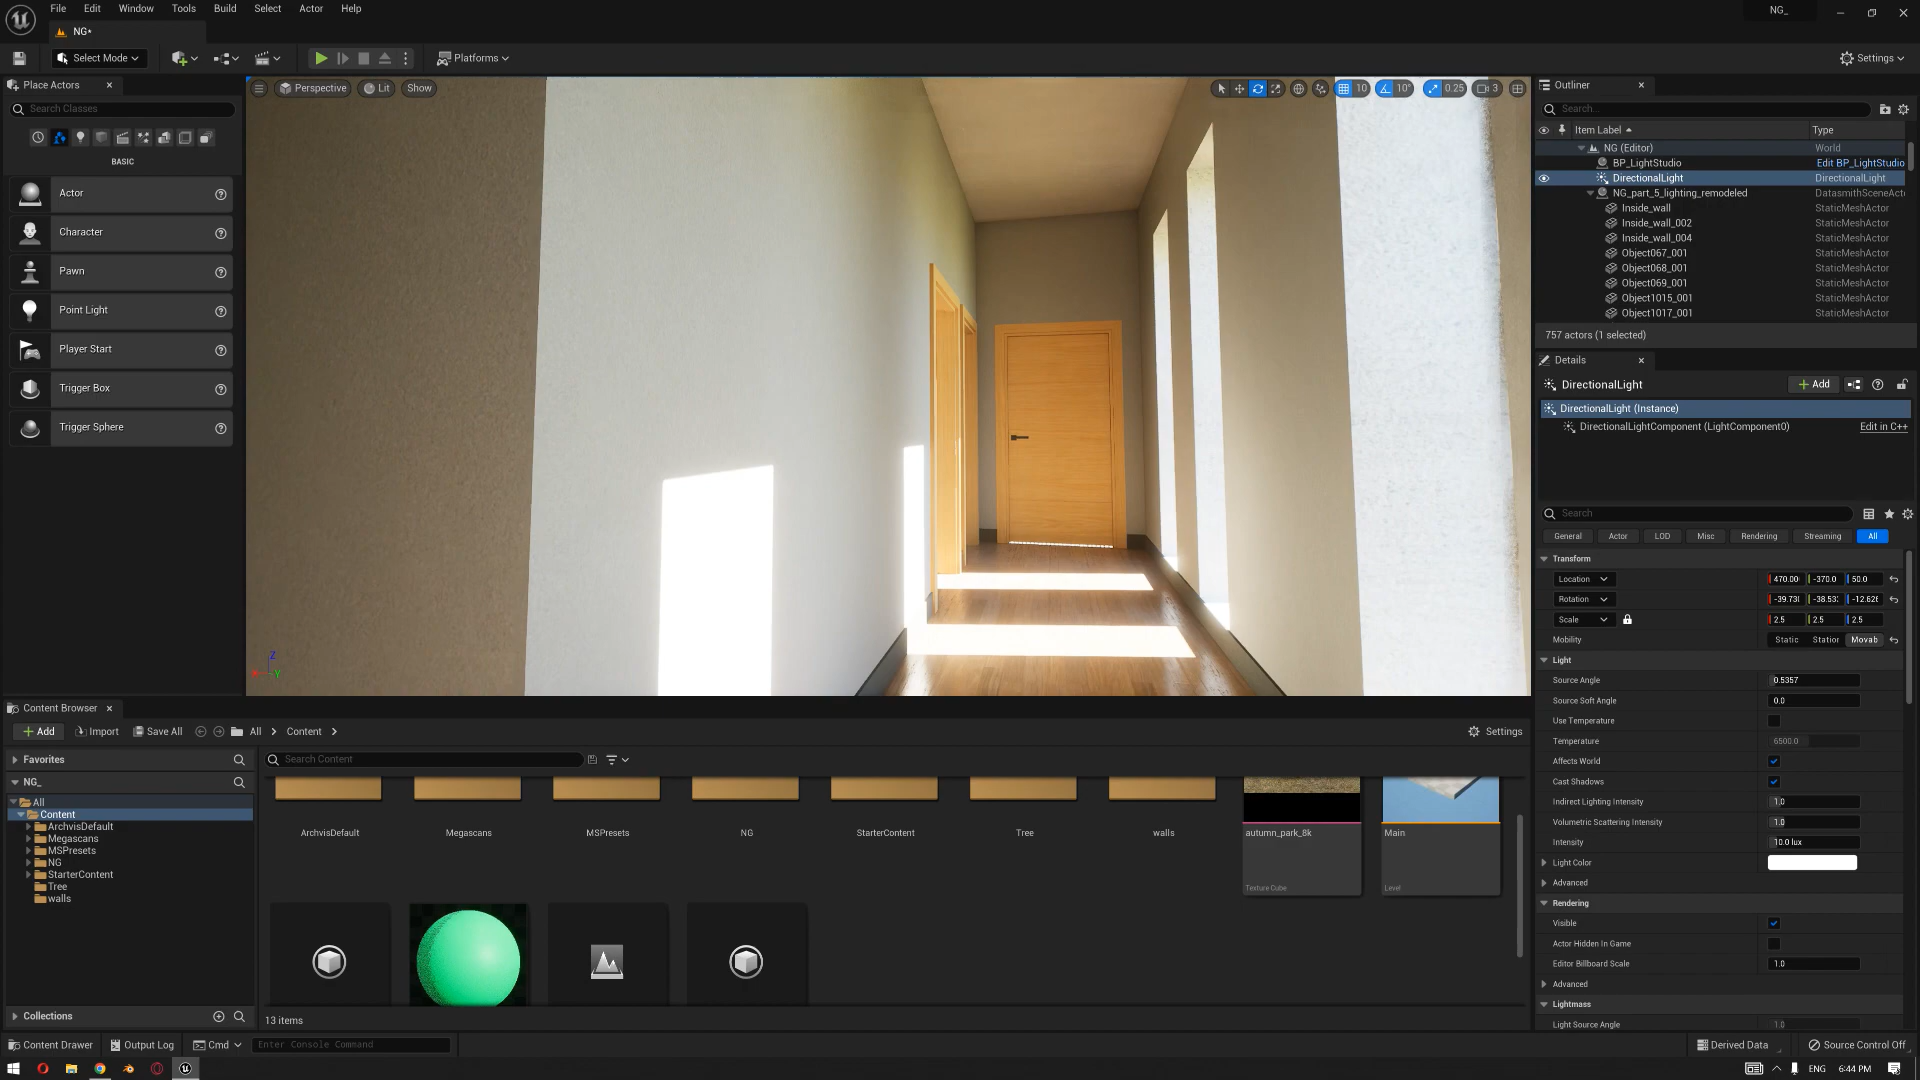 File Edit Window Tools Build Select Actor Help
NG_
NG*
Select Mode
Platforms
Settings
Place Actors
Search Classes
BASIC
Actor
Character
Pawn
Point Light
Player Start
Trigger Box
Trigger Sphere
Perspective Lit Show
10 10° 0.25 3
Z
Y
Outliner
Search...
Item Label Type
NG (Editor) World
BP_LightStudio Edit BP_LightStudio
DirectionalLight DirectionalLight
NG_part_5_lighting_remodeled DatasmithSceneActo
Inside_wall StaticMeshActor
Inside_wall_002 StaticMeshActor
Inside_wall_004 StaticMeshActor
Object067_001 StaticMeshActor
Object068_001 StaticMeshActor
Object069_001 StaticMeshActor
Object1015_001 StaticMeshActor
Object1017_001 StaticMeshActor
757 actors (1 selected)
Details
DirectionalLight
Add
DirectionalLight (Instance)
DirectionalLightComponent (LightComponent0) Edit in C++
Search
General Actor LOD Misc Rendering Streaming All
Transform
Location 470.00 -370.0 50.0
Rotation -39.73 -38.53 -12.626
Scale 2.5 2.5 2.5
Mobility Static Station Movab
Light
Source Angle 0.5357
Source Soft Angle 0.0
Use Temperature
Temperature 6500.0
Affects World
Cast Shadows
Indirect Lighting Intensity 1.0
Volumetric Scattering Intensity 1.0
Intensity 10.0 lux
Light Color
Advanced
Rendering
Visible
Actor Hidden In Game
Editor Billboard Scale 1.0
Advanced
Lightmass
Light Source Angle 1.0
Content Browser
Add Import Save All All Content
Settings
Favorites
NG_
All
Content
ArchvisDefault
Megascans
MSPresets
NG
StarterContent
Tree
walls
Collections
Search Content
ArchvisDefault
Megascans
MSPresets
NG
StarterContent
Tree
walls
autumn_park_8k
Texture Cube
Main
Level
13 items
Content Drawer Output Log Cmd Enter Console Command
Derived Data Source Control Off
ENG 6:44 PM